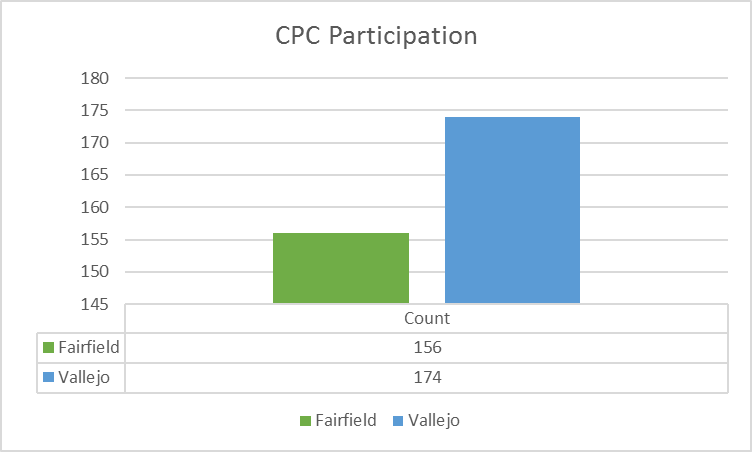 CPC Participation
180
175
170
165
160
155
150
145
Count
Fairfield 156
Vallejo 174
Fairfield Vallejo